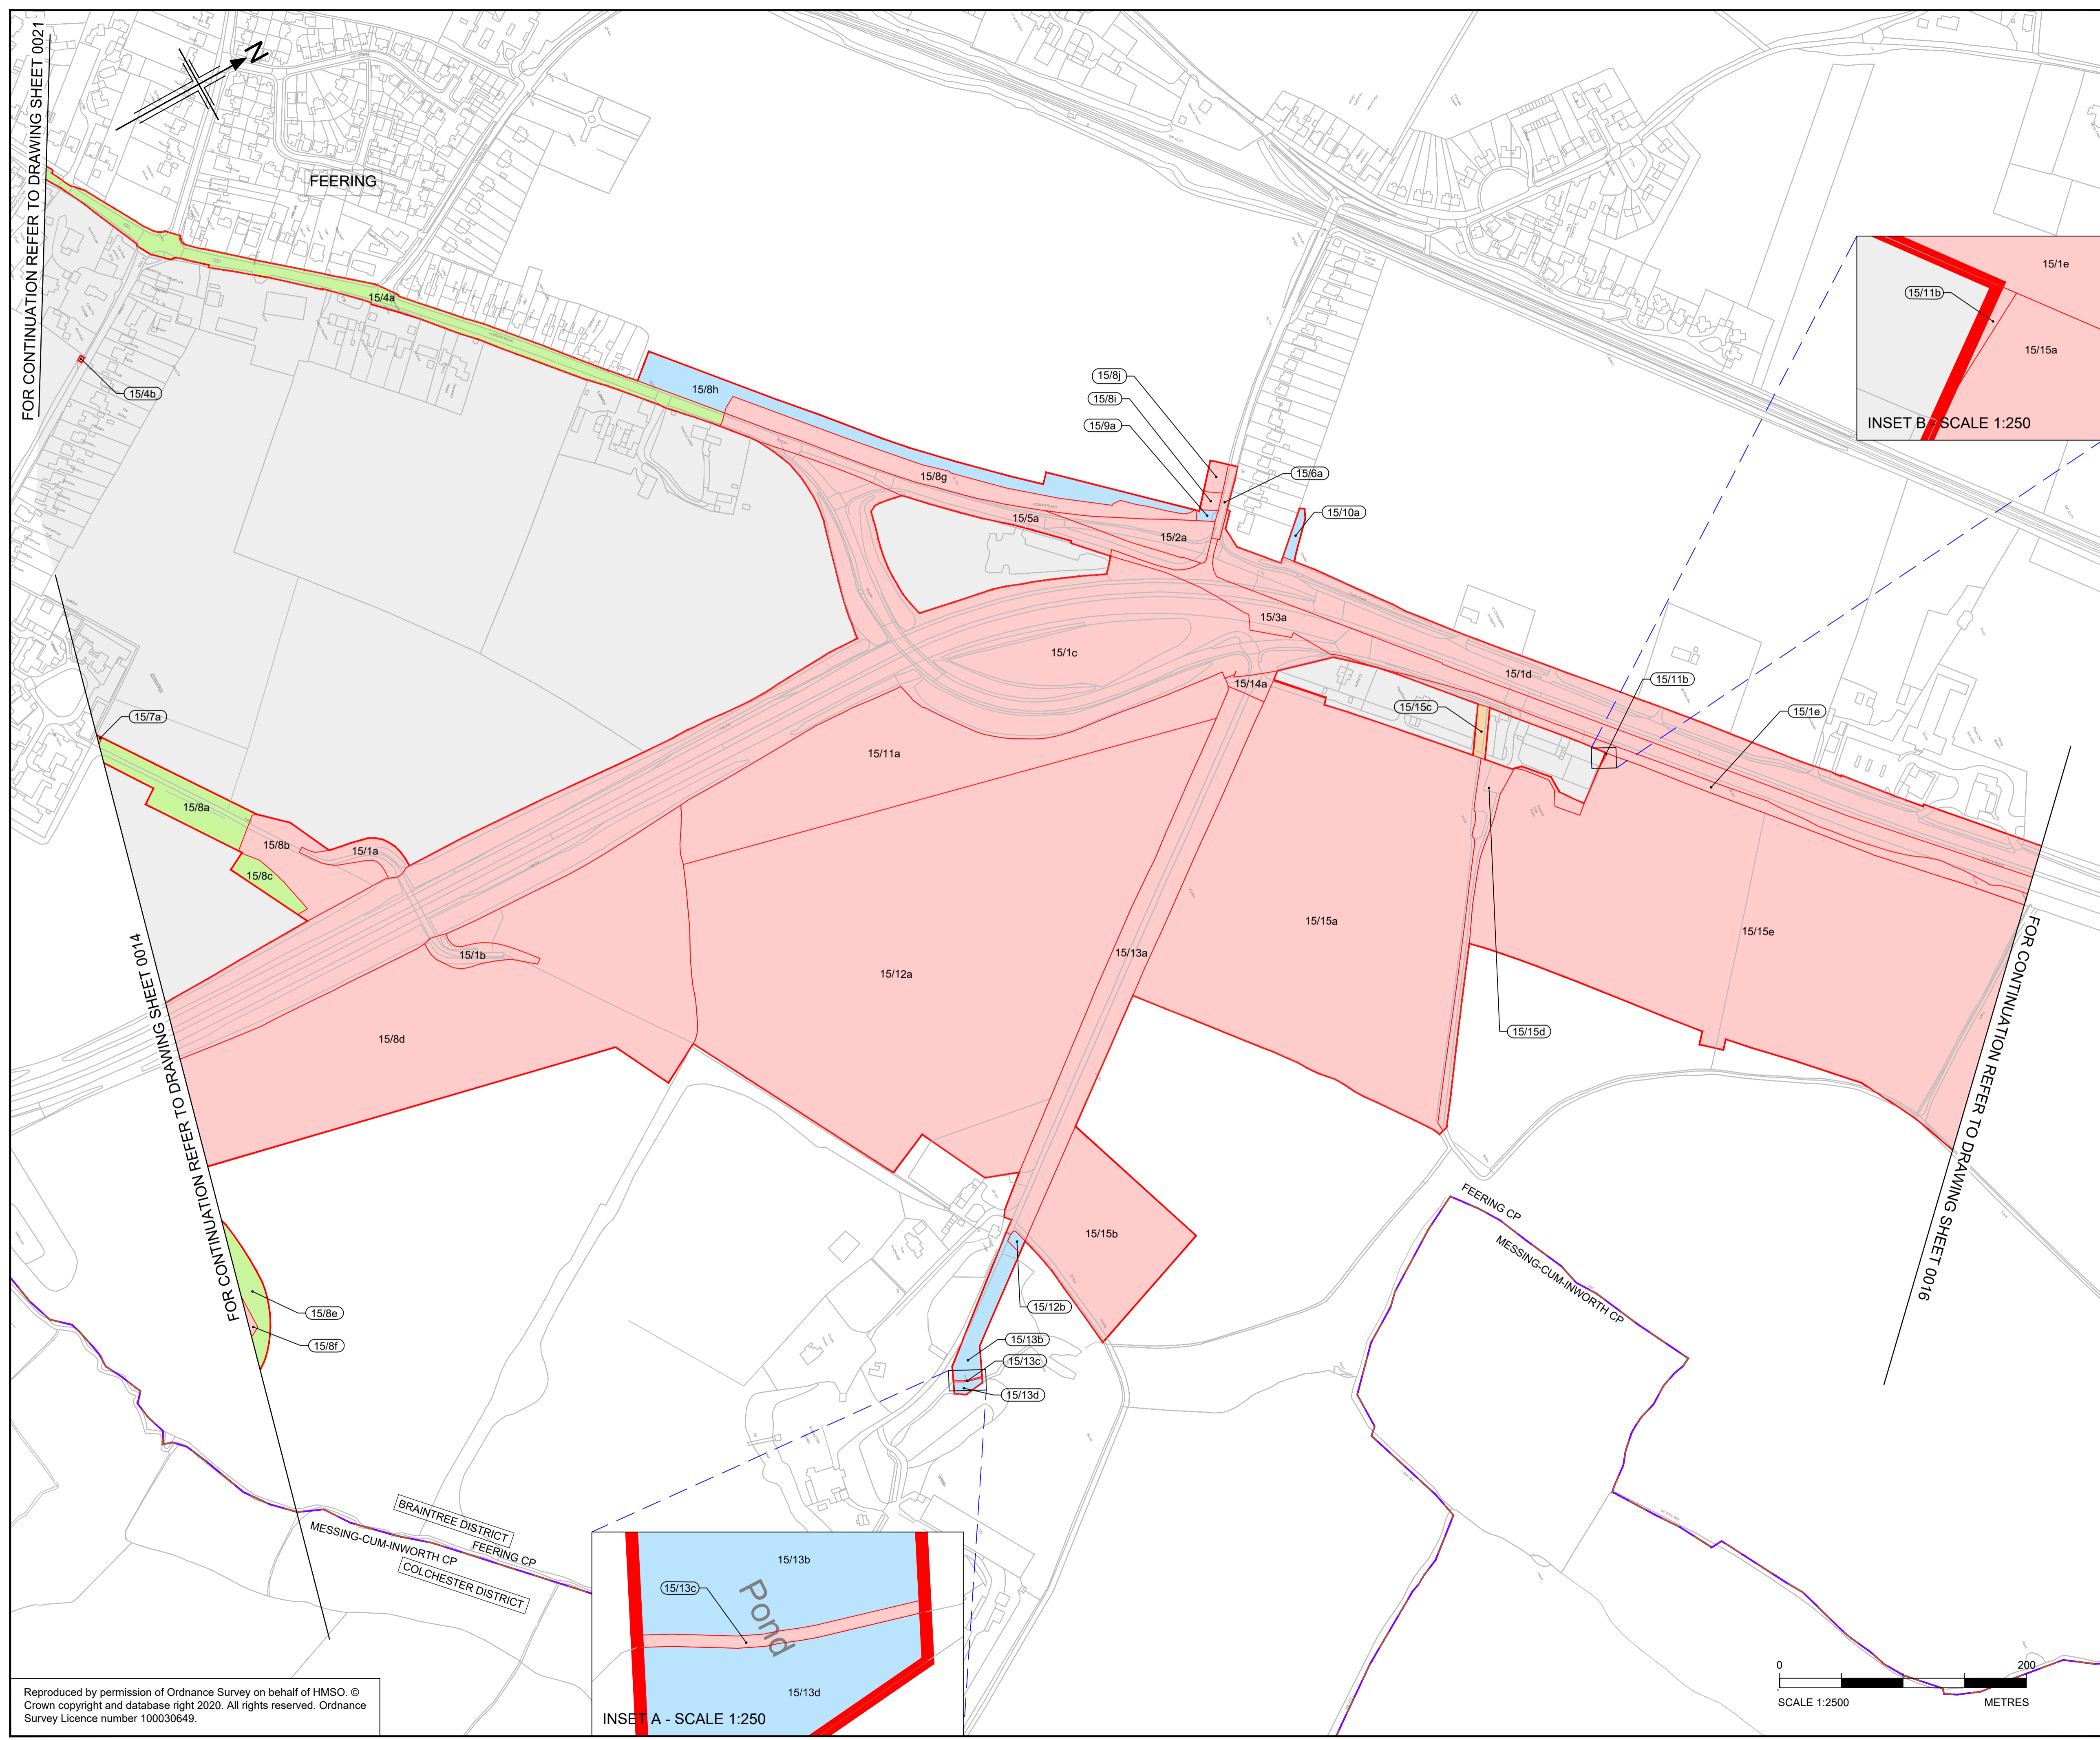 FOR CONTINUATION REFER TO DRAWING SHEET 0021
N
FEERING
15/4a
15/4b
15/8h
15/8j
15/8i
15/9a
15/6a
15/10a
15/8g
15/5a
15/2a
15/3a
15/1c
15/14a
15/1d
15/15c
15/11b
15/1e
15/11b
15/1e
15/15a
INSET B - SCALE 1:250
15/7a
15/8a
15/8b
15/1a
15/8c
15/1b
15/11a
15/12a
15/13a
15/15a
15/15e
15/15d
15/8d
FOR CONTINUATION REFER TO DRAWING SHEET 0014
FOR CONTINUATION REFER TO DRAWING SHEET 0016
15/15b
15/8e
15/8f
15/12b
15/13b
15/13c
15/13d
FEERING CP
MESSING-CUM-INWORTH CP
BRAINTREE DISTRICT
FEERING CP
MESSING-CUM-INWORTH CP
COLCHESTER DISTRICT
15/13b
15/13c
Pond
15/13d
INSET A - SCALE 1:250
Reproduced by permission of Ordnance Survey on behalf of HMSO. ©
Crown copyright and database right 2020. All rights reserved. Ordnance
Survey Licence number 100030649.
0 200
SCALE 1:2500 METRES